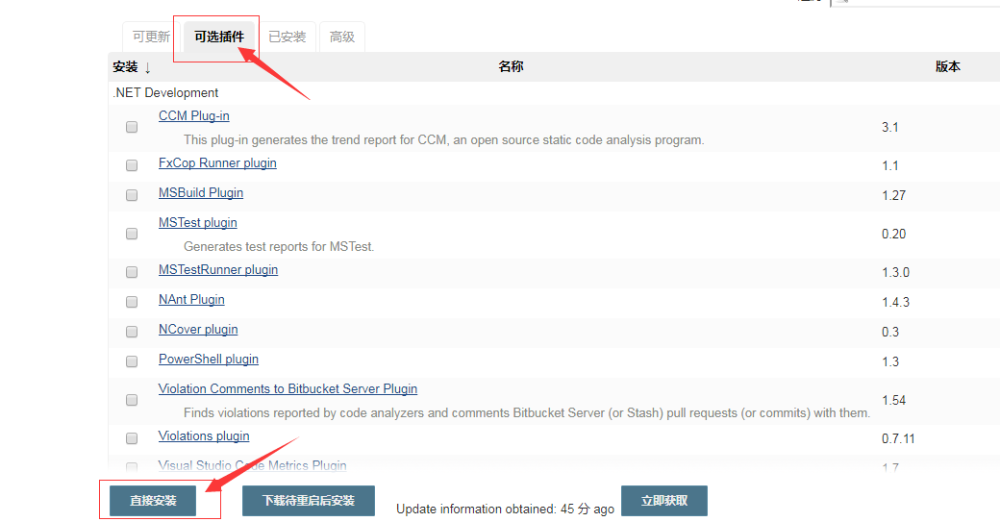 可更新 可选插件 已安装 高级
安装 ↓ 名称 版本
.NET Development
CCM Plug-in
This plug-in generates the trend report for CCM, an open source static code analysis program.
3.1
FxCop Runner plugin 1.1
MSBuild Plugin 1.27
MSTest plugin
Generates test reports for MSTest.
0.20
MSTestRunner plugin 1.3.0
NAnt Plugin 1.4.3
NCover plugin 0.3
PowerShell plugin 1.3
Violation Comments to Bitbucket Server Plugin
Finds violations reported by code analyzers and comments Bitbucket Server (or Stash) pull requests (or commits) with them.
1.54
Violations plugin 0.7.11
Visual Studio Code Metrics Plugin 1.7
直接安装 下载待重启后安装 Update information obtained: 45 分 ago 立即获取